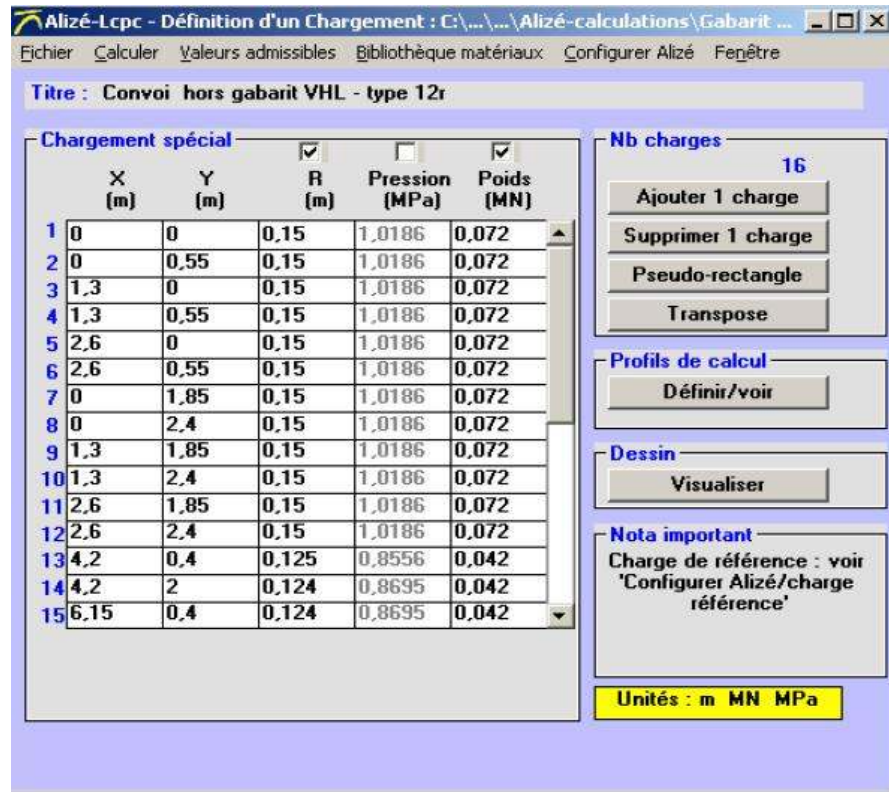 Alizé-Lcpc - Définition d'un Chargement : C:\...\...\Alizé-calculations\Gabarit ...
Fichier Calculer Valeurs admissibles Bibliothèque matériaux Configurer Alizé Fenêtre
Titre : Convoi hors gabarit VHL - type 12r
Chargement spécial
X Y R Pression Poids
(m) (m) (m) (MPa) (MN)
1 0 0 0,15 1,0186 0,072
2 0 0,55 0,15 1,0186 0,072
3 1,3 0 0,15 1,0186 0,072
4 1,3 0,55 0,15 1,0186 0,072
5 2,6 0 0,15 1,0186 0,072
6 2,6 0,55 0,15 1,0186 0,072
7 0 1,85 0,15 1,0186 0,072
8 0 2,4 0,15 1,0186 0,072
9 1,3 1,85 0,15 1,0186 0,072
10 1,3 2,4 0,15 1,0186 0,072
11 2,6 1,85 0,15 1,0186 0,072
12 2,6 2,4 0,15 1,0186 0,072
13 4,2 0,4 0,125 0,8556 0,042
14 4,2 2 0,124 0,8695 0,042
15 6,15 0,4 0,124 0,8695 0,042
Nb charges
16
Ajouter 1 charge
Supprimer 1 charge
Pseudo-rectangle
Transpose
Profils de calcul
Définir/voir
Dessin
Visualiser
Nota important
Charge de référence : voir
'Configurer Alizé/charge
référence'
Unités : m MN MPa